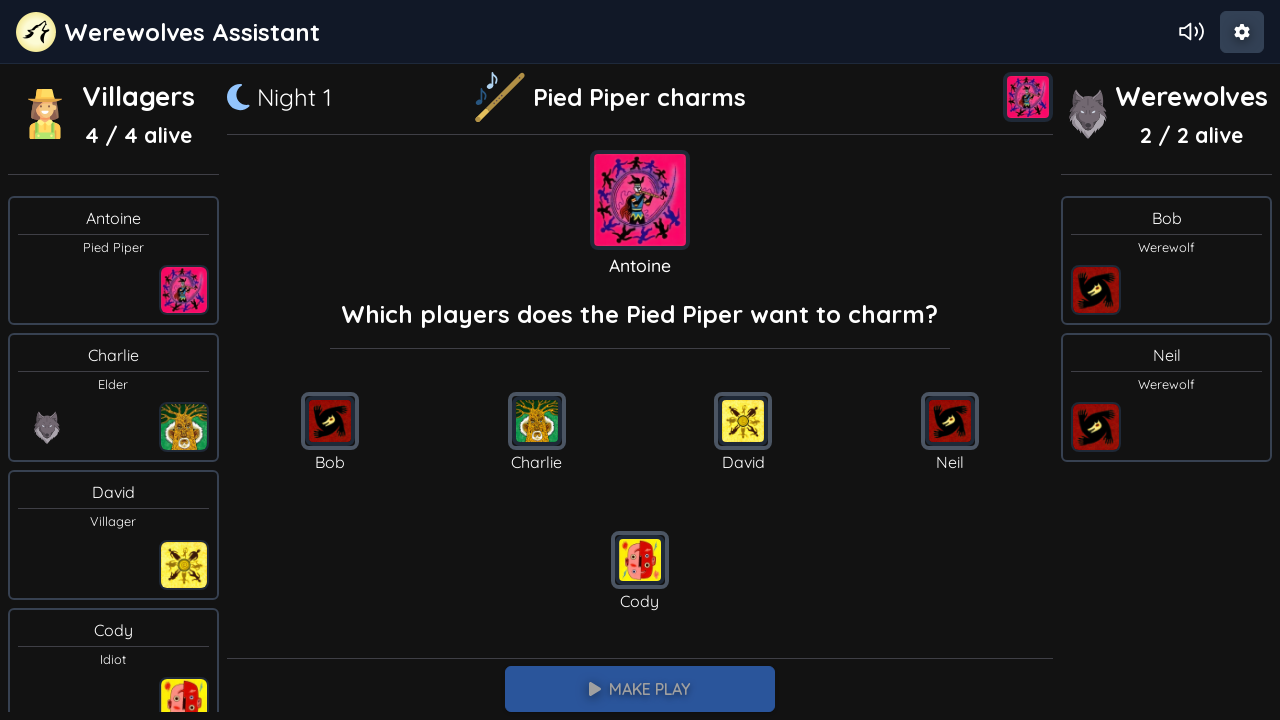 Werewolves Assistant
Villagers
4 / 4 alive
Night 1
Pied Piper charms
Werewolves
2 / 2 alive
Antoine
Pied Piper
Charlie
Elder
David
Villager
Cody
Idiot
Antoine
Which players does the Pied Piper want to charm?
Bob
Charlie
David
Neil
Cody
MAKE PLAY
Bob
Werewolf
Neil
Werewolf